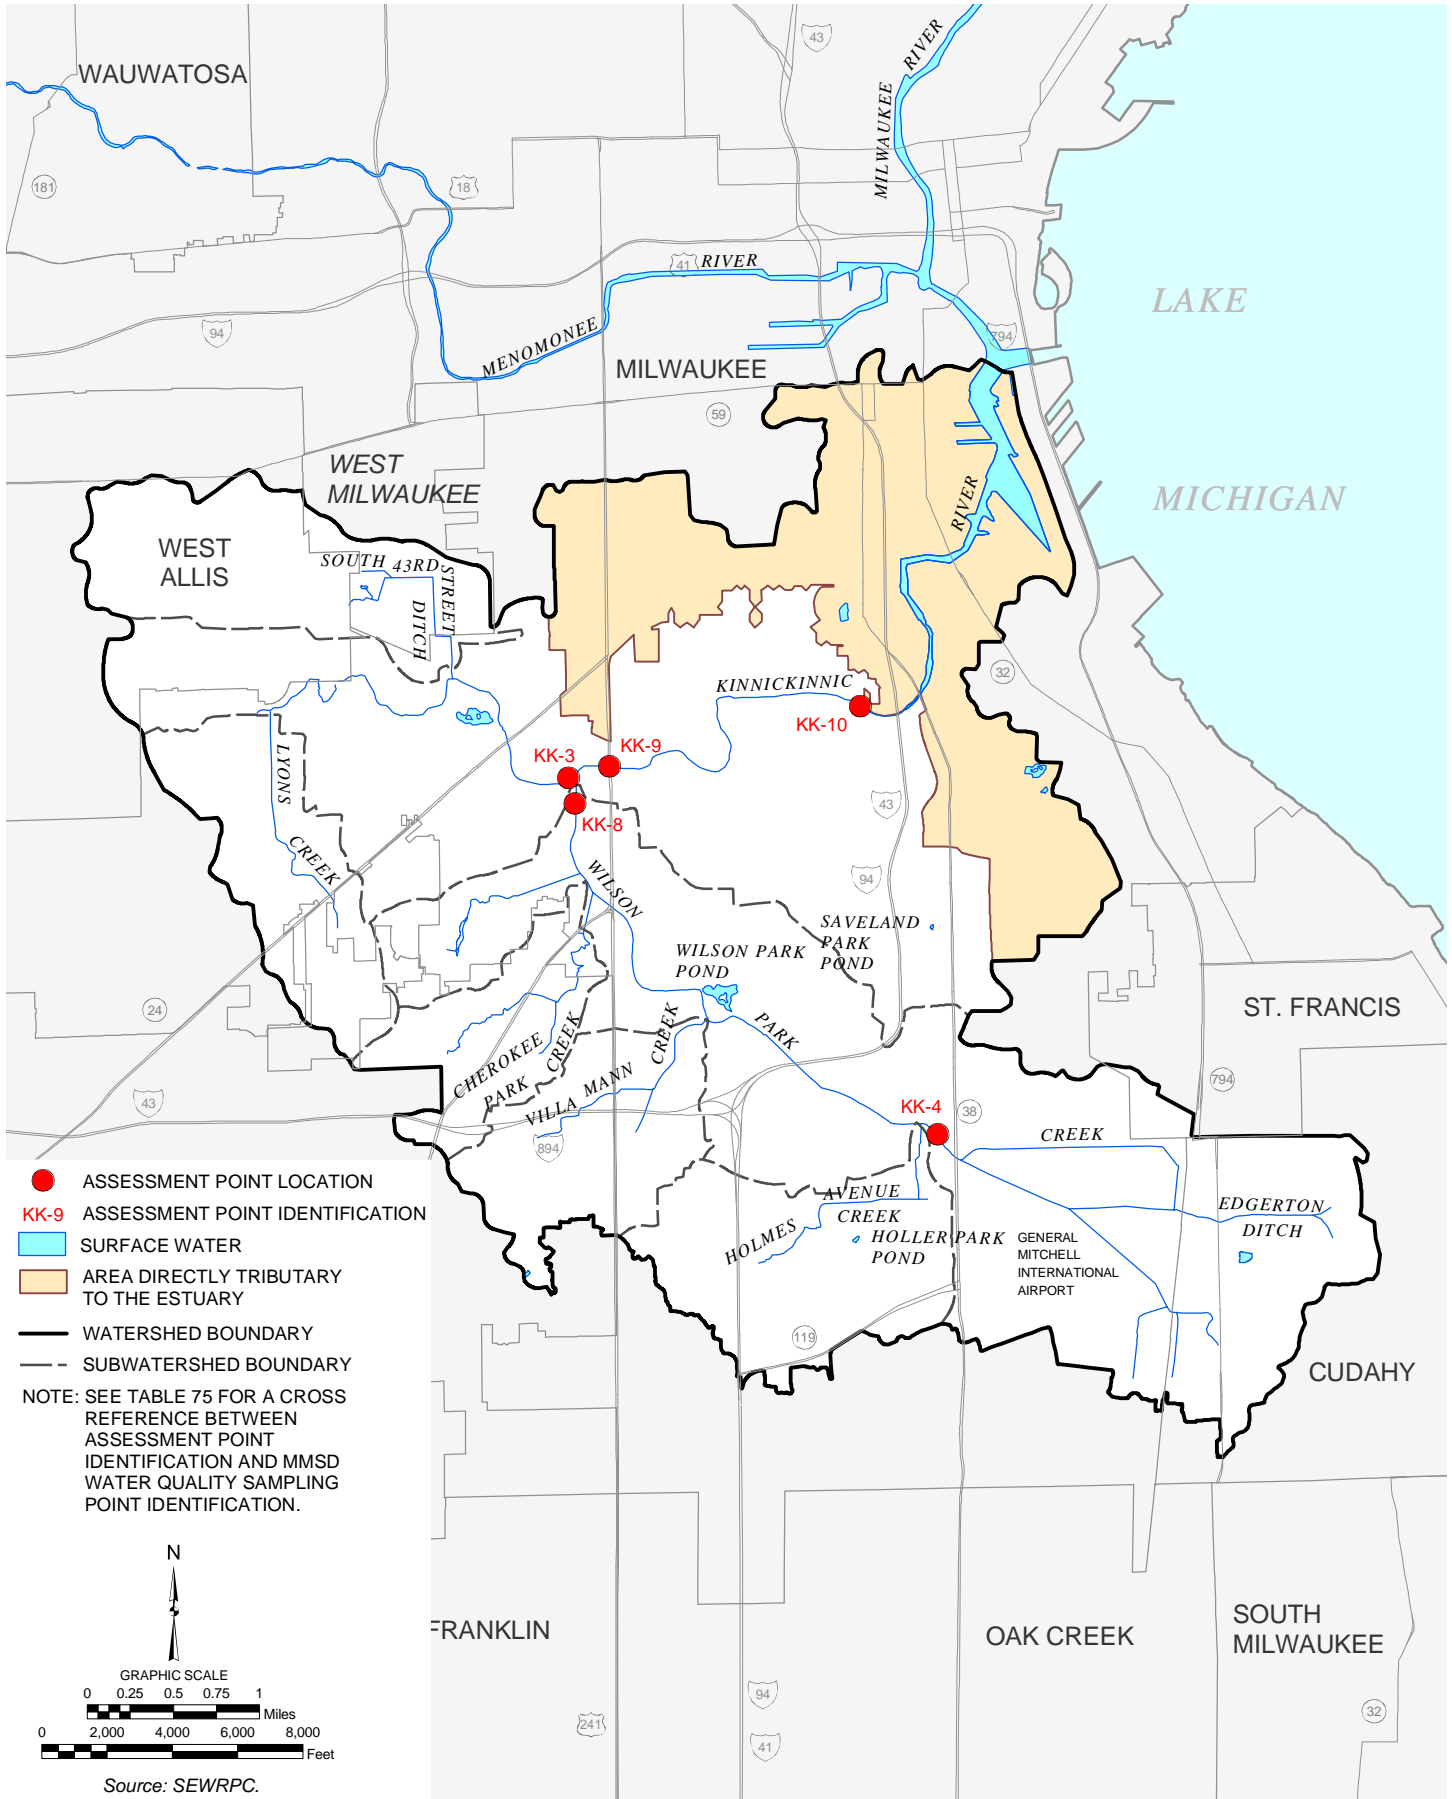 WAUWATOSA
43
MILWAUKEE RIVER
181
18
41
RIVER
94
MENOMONEE
794
LAKE
MILWAUKEE
59
WEST
MILWAUKEE
MICHIGAN
RIVER
WEST
ALLIS
SOUTH 43RD
STREET
DITCH
32
KINNICKINNIC
KK-10
LYONS
CREEK
KK-3
KK-9
KK-8
43
94
WILSON
SAVELAND
PARK
POND
WILSON PARK
POND
24
ST. FRANCIS
PARK
CREEK
CHEROKEE
PARK
CREEK
VILLA MANN
43
894
794
KK-4
38
CREEK
AVENUE
CREEK
HOLMES
HOLLER PARK
POND
EDGERTON
DITCH
GENERAL
MITCHELL
INTERNATIONAL
AIRPORT
119
CUDAHY
ASSESSMENT POINT LOCATION
KK-9 ASSESSMENT POINT IDENTIFICATION
SURFACE WATER
AREA DIRECTLY TRIBUTARY
TO THE ESTUARY
WATERSHED BOUNDARY
SUBWATERSHED BOUNDARY
NOTE: SEE TABLE 75 FOR A CROSS
REFERENCE BETWEEN
ASSESSMENT POINT
IDENTIFICATION AND MMSD
WATER QUALITY SAMPLING
POINT IDENTIFICATION.
N
GRAPHIC SCALE
0 0.25 0.5 0.75 1
Miles
0 2,000 4,000 6,000 8,000
Feet
Source: SEWRPC.
FRANKLIN
OAK CREEK
SOUTH
MILWAUKEE
94
241
41
32